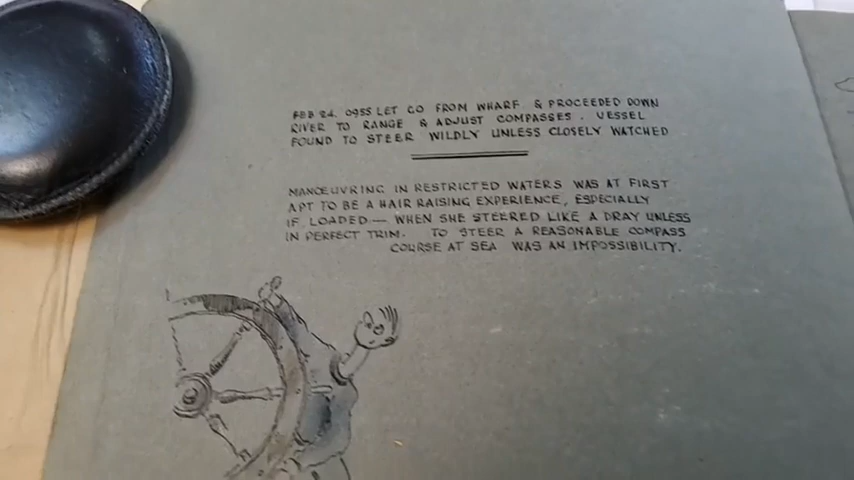 FEB 24. 0955 LET GO FROM WHARF & PROCEEDED DOWN
RIVER TO RANGE & ADJUST COMPASSES. VESSEL
FOUND TO STEER WILDLY UNLESS CLOSELY WATCHED
MANOEUVRING IN RESTRICTED WATERS WAS AT FIRST
APT TO BE A HAIR RAISING EXPERIENCE, ESPECIALLY
IF LOADED — WHEN SHE STEERED LIKE A DRAY UNLESS
IN PERFECT TRIM. TO STEER A REASONABLE COMPASS
COURSE AT SEA WAS AN IMPOSSIBILITY.